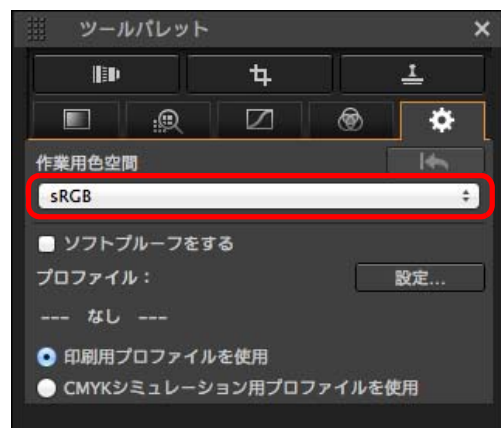 ツールパレット
作業用色空間
sRGB
ソフトプルーフをする
プロファイル：
設定...
--- なし ---
印刷用プロファイルを使用
CMYKシミュレーション用プロファイルを使用